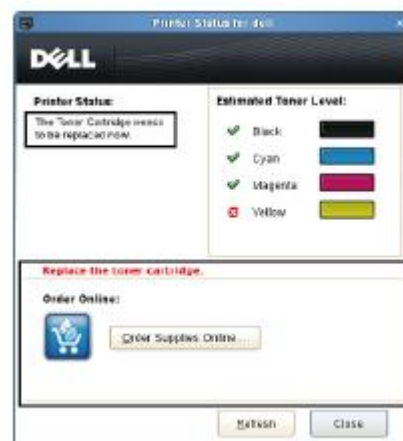 Printer Status for dell
DELL
Printer Status:
The Toner Cartridge needs
to be replaced now.
Estimated Toner Level:
Black
Cyan
Magenta
Yellow
Replace the toner cartridge.
Order Online:
Order Supplies Online...
Refresh
Close